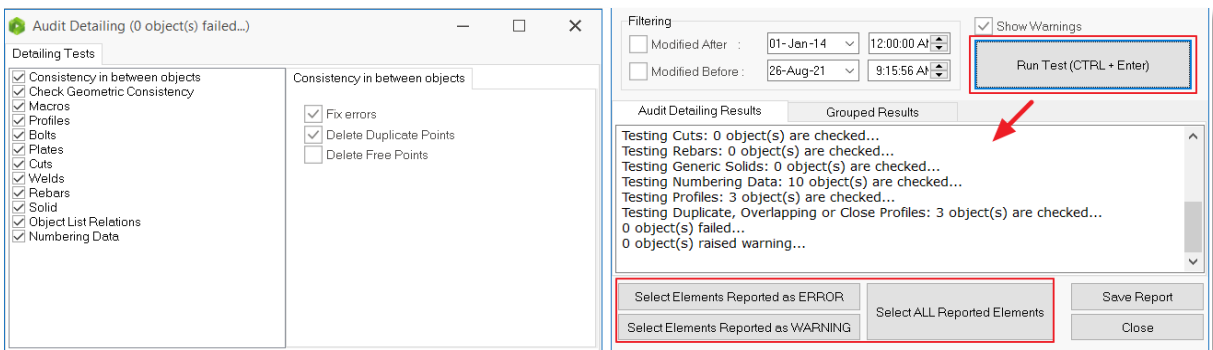 Audit Detailing (0 object(s) failed...)
Detailing Tests
Consistency in between objects
Check Geometric Consistency
Macros
Profiles
Bolts
Plates
Cuts
Welds
Rebars
Solid
Object List Relations
Numbering Data
Consistency in between objects
Fix errors
Delete Duplicate Points
Delete Free Points
Filtering
Modified After :
01-Jan-14
12:00:00 AM
Modified Before :
26-Aug-21
9:15:56 AM
Show Warnings
Run Test (CTRL + Enter)
Audit Detailing Results
Grouped Results
Testing Cuts: 0 object(s) are checked...
Testing Rebars: 0 object(s) are checked...
Testing Generic Solids: 0 object(s) are checked...
Testing Numbering Data: 10 object(s) are checked...
Testing Profiles: 3 object(s) are checked...
Testing Duplicate, Overlapping or Close Profiles: 3 object(s) are checked...
0 object(s) failed...
0 object(s) raised warning...
Select Elements Reported as ERROR
Select Elements Reported as WARNING
Select ALL Reported Elements
Save Report
Close